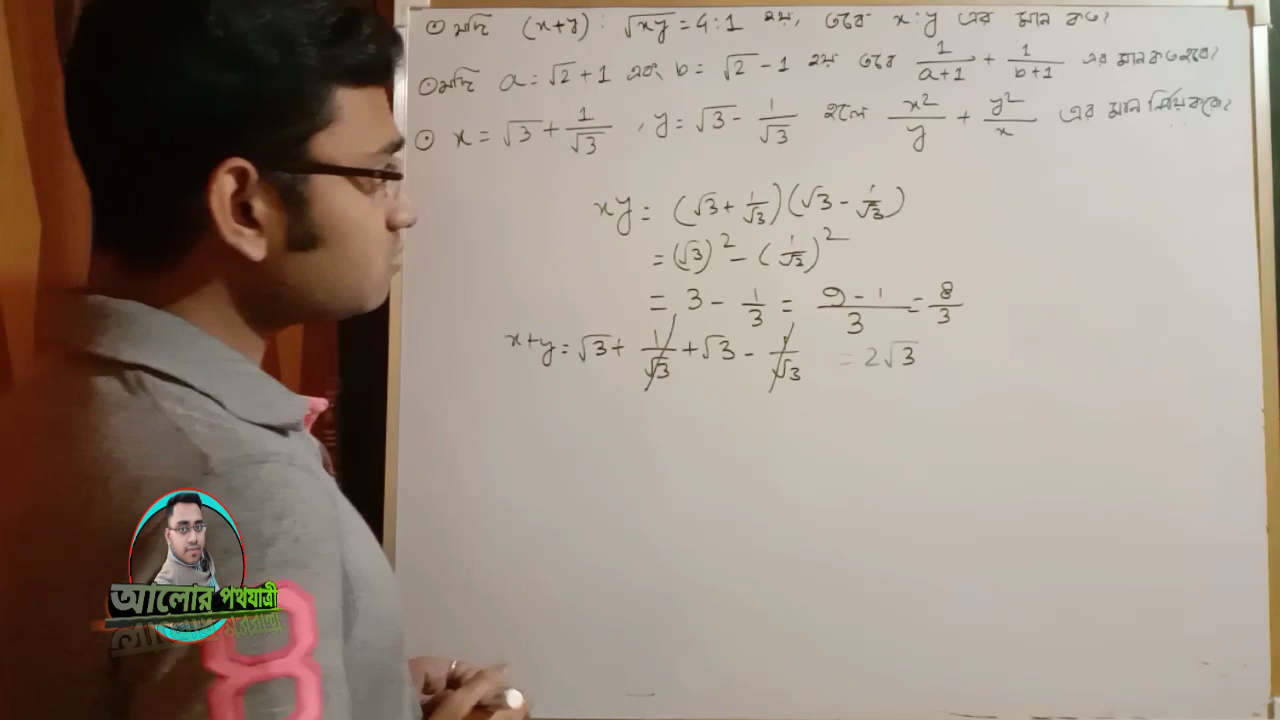 ⊙ যদি (x+y) : √xy = 4:1 হয়, তবে x:y এর মান কত?
⊙ যদি a = √2 + 1 এবং b = √2 - 1 হয় তবে 1/(a+1) + 1/(b+1) এর মান কত হবে?
⊙ x = √3 + 1/√3 , y = √3 - 1/√3 হলে x²/y + y²/x এর মান নির্ণয় করো?
xy = (√3 + 1/√3)(√3 - 1/√3)
= (√3)² - (1/√3)²
= 3 - 1/3 = (9-1)/3 = 8/3
x+y = √3 + 1/√3 + √3 - 1/√3 = 2√3
আলোর পথযাত্রী